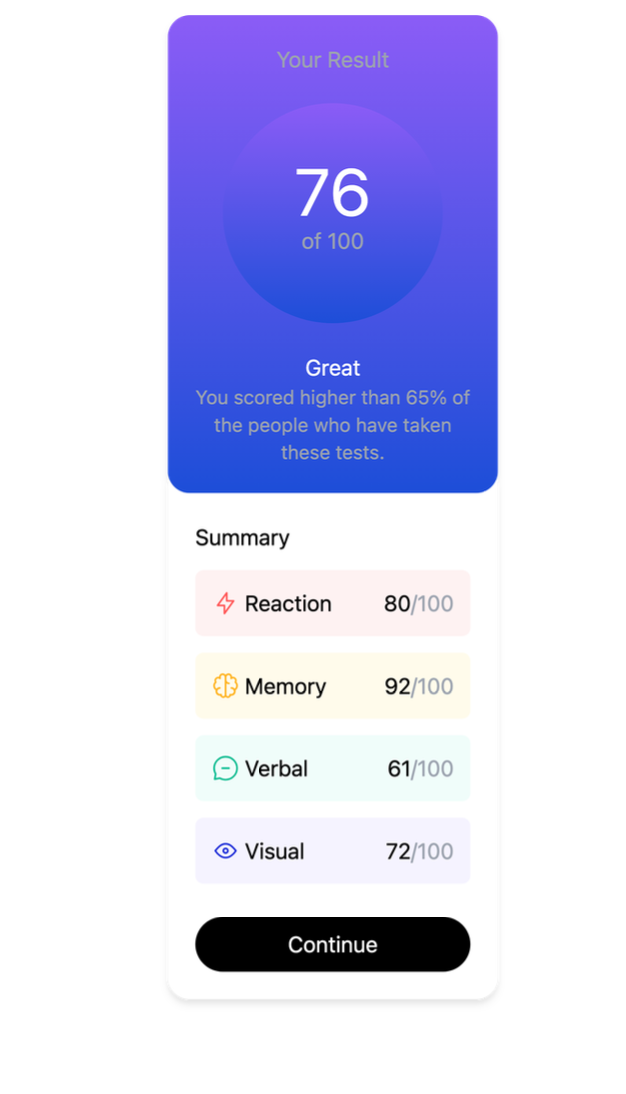 Your Result
76
of 100
Great
You scored higher than 65% of
the people who have taken
these tests.
Summary
Reaction 80/100
Memory 92/100
Verbal 61/100
Visual 72/100
Continue